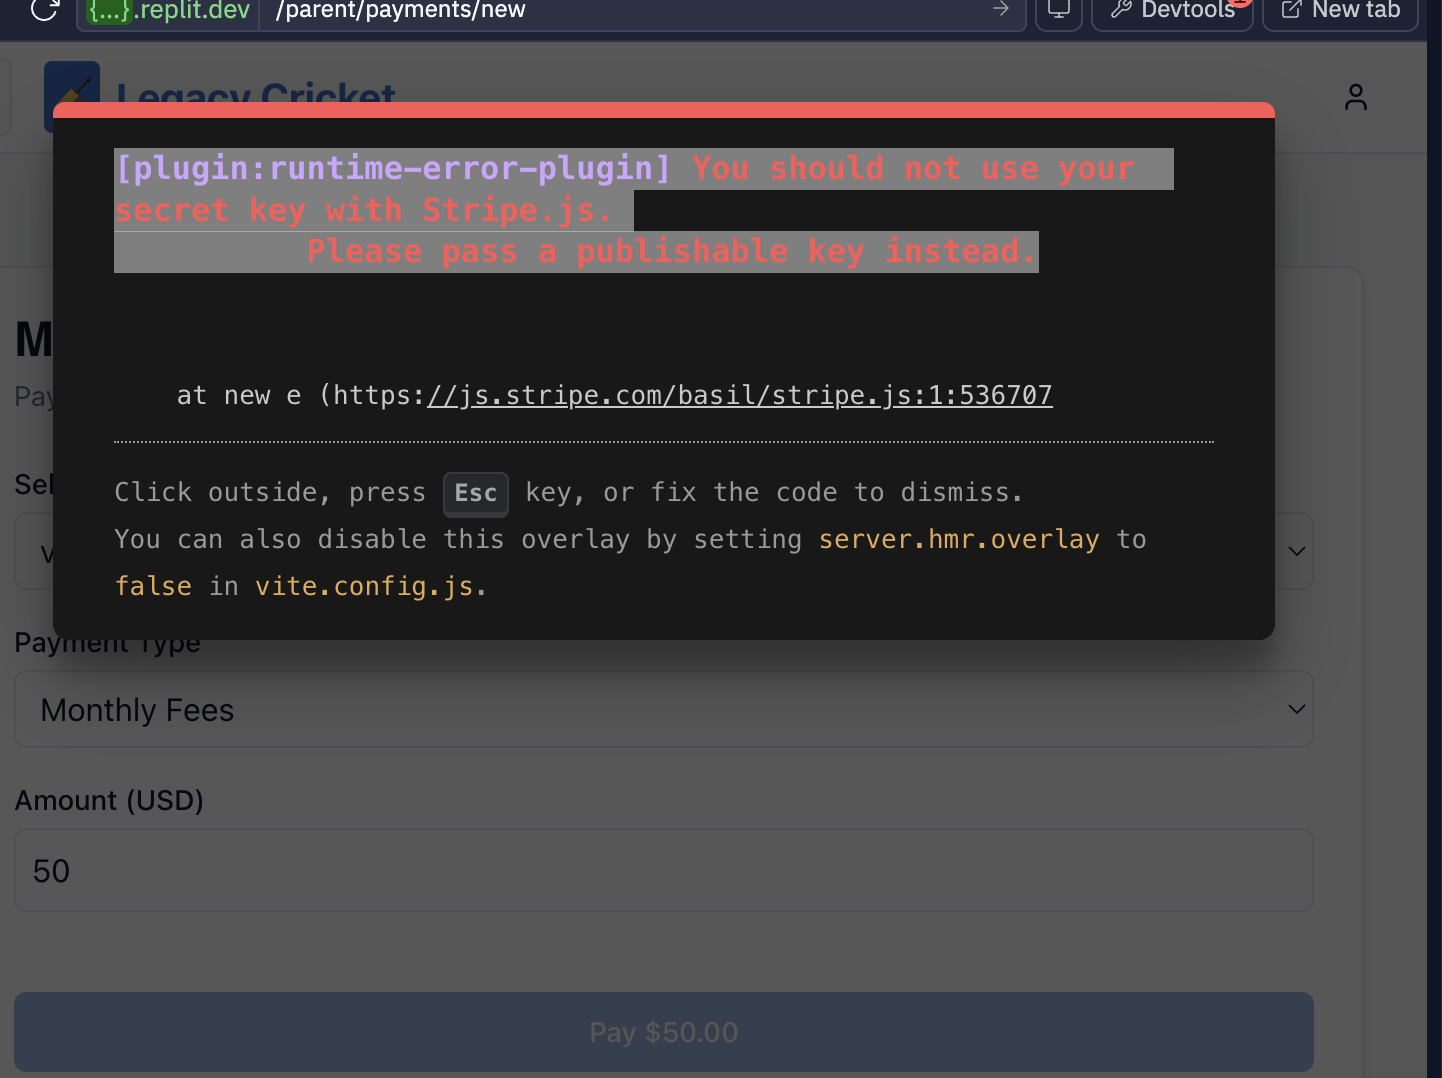 {...}.replit.dev /parent/payments/new Devtools New tab
Legacy Cricket
[plugin:runtime-error-plugin] You should not use your
secret key with Stripe.js.
Please pass a publishable key instead.
at new e (https://js.stripe.com/basil/stripe.js:1:536707
Click outside, press Esc key, or fix the code to dismiss.
You can also disable this overlay by setting server.hmr.overlay to
false in vite.config.js.
Payment Type
Monthly Fees
Amount (USD)
50
Pay $50.00